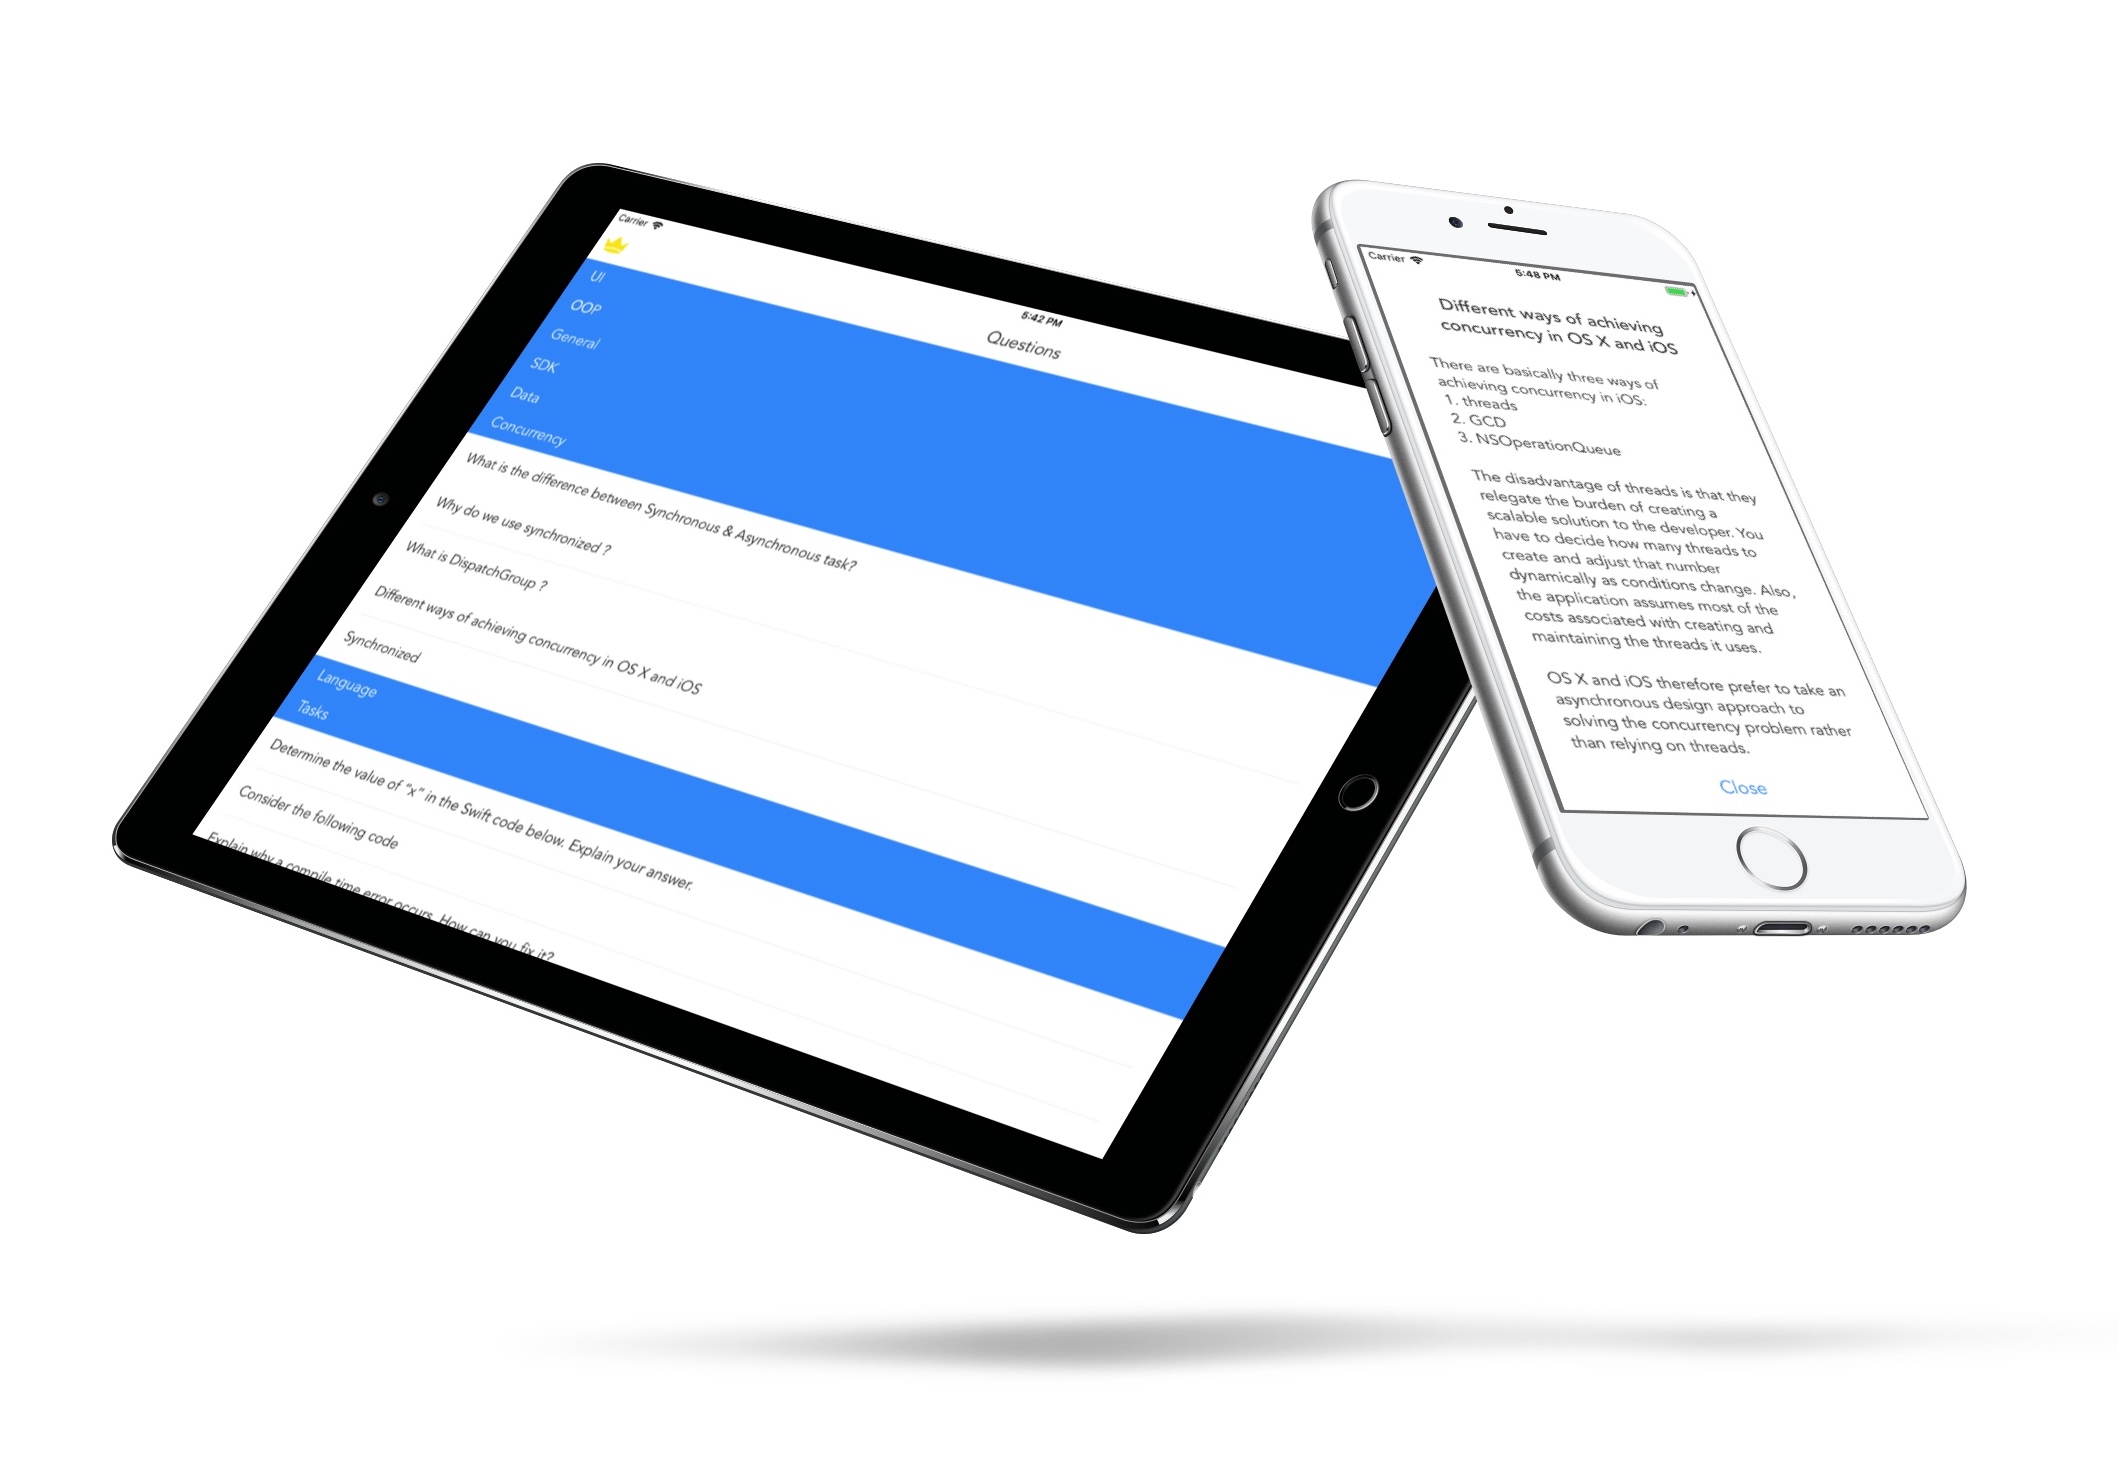 Carrier
5:42 PM
Questions
UI
OOP
General
SDK
Data
Concurrency
What is the difference between Synchronous & Asynchronous task?
Why do we use synchronized ?
What is DispatchGroup ?
Different ways of achieving concurrency in OS X and iOS
Synchronized
Language
Tasks
Determine the value of “x” in the Swift code below. Explain your answer.
Consider the following code
Explain why a compile time error occurs. How can you fix it?
Carrier
5:48 PM
Different ways of achieving
concurrency in OS X and iOS
There are basically three ways of
achieving concurrency in iOS:
1. threads
2. GCD
3. NSOperationQueue
The disadvantage of threads is that they
relegate the burden of creating a
scalable solution to the developer. You
have to decide how many threads to
create and adjust that number
dynamically as conditions change. Also,
the application assumes most of the
costs associated with creating and
maintaining the threads it uses.
OS X and iOS therefore prefer to take an
asynchronous design approach to
solving the concurrency problem rather
than relying on threads.
Close